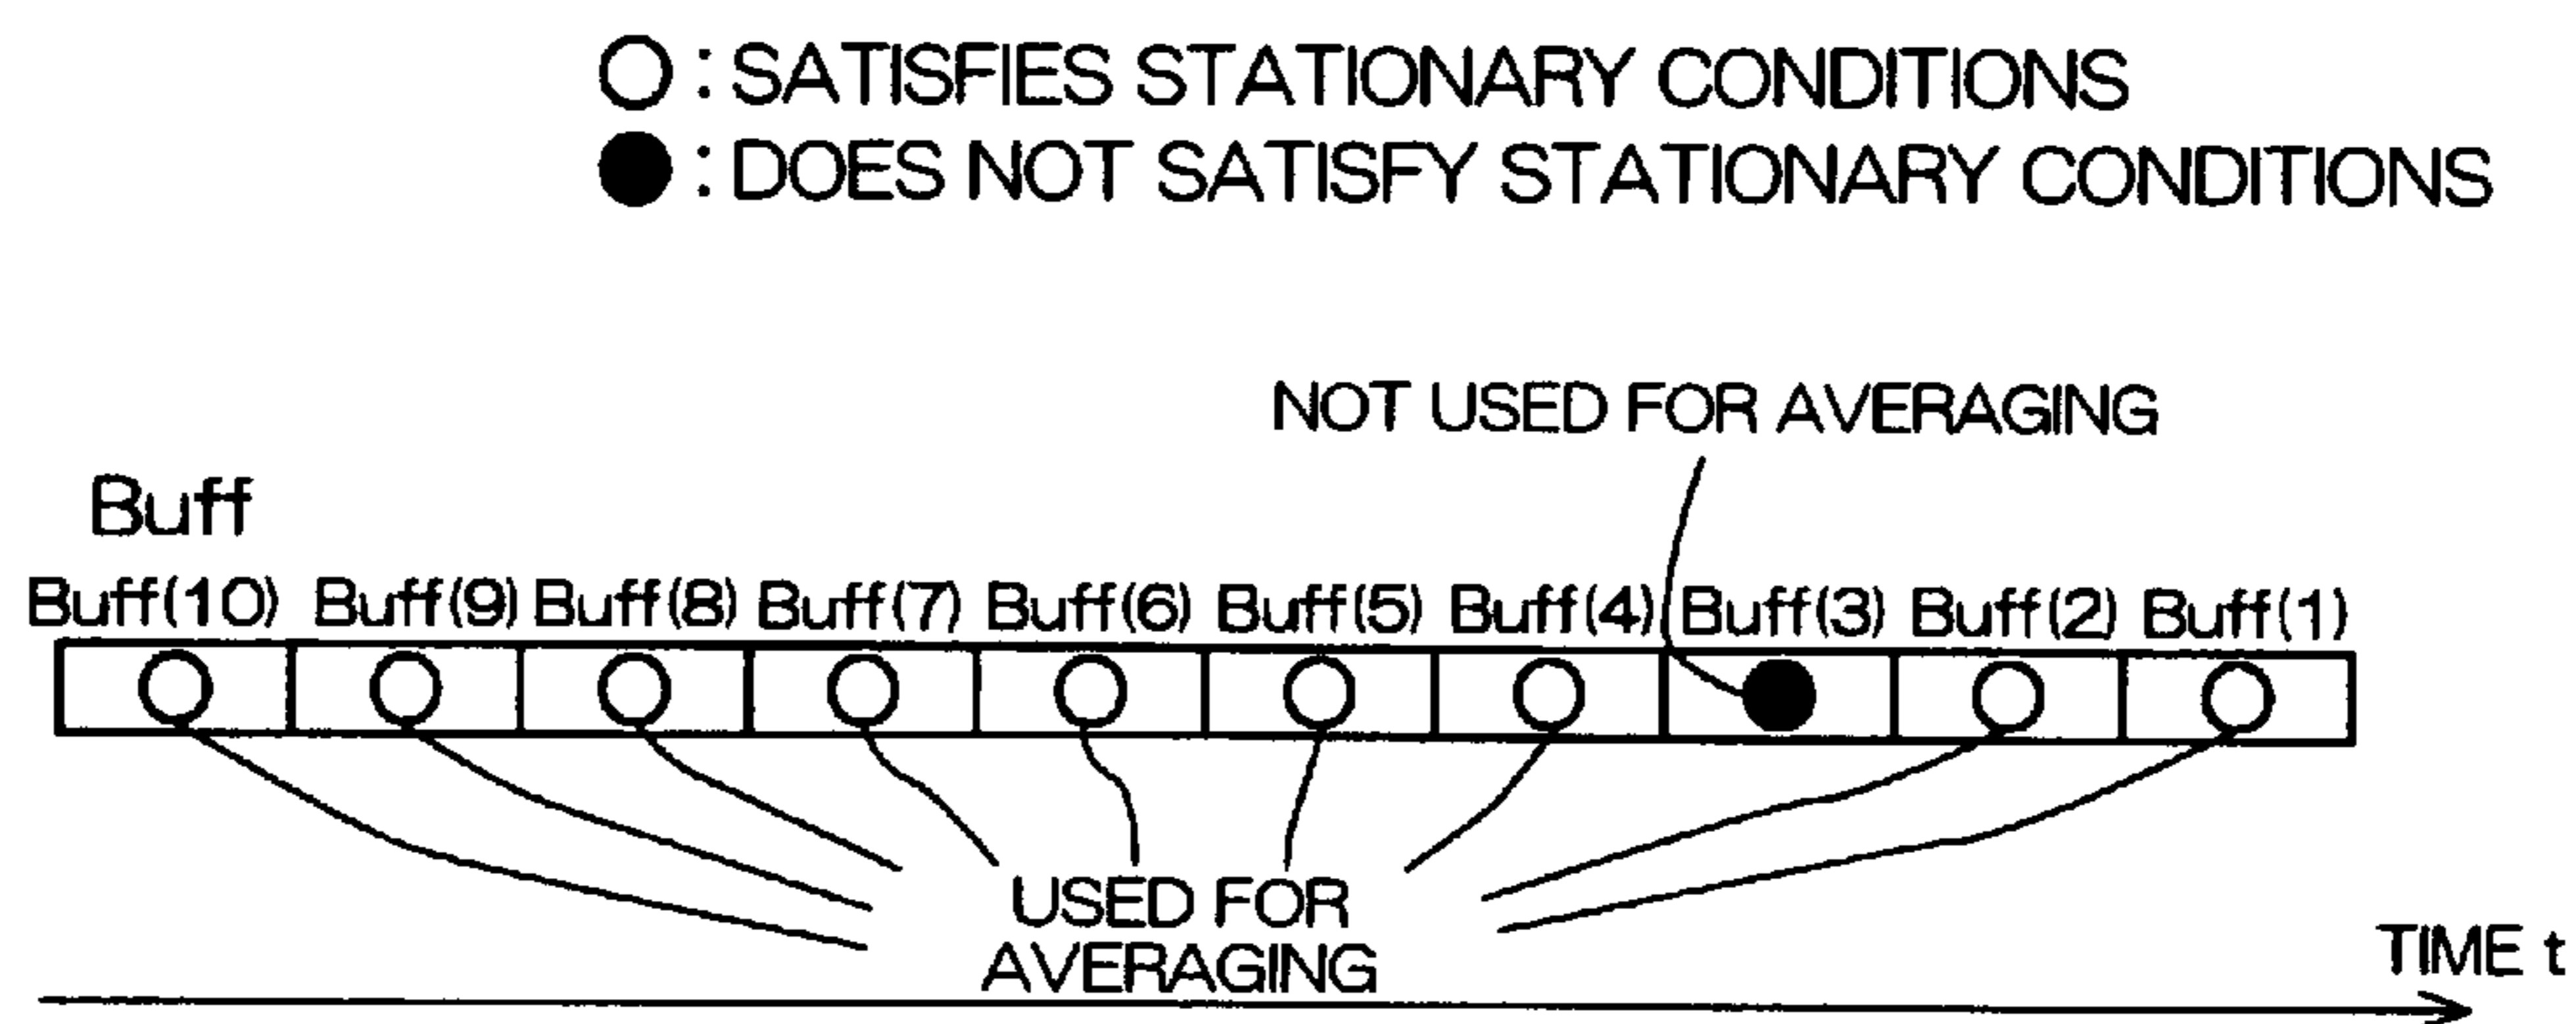 ○ : SATISFIES STATIONARY CONDITIONS
● : DOES NOT SATISFY STATIONARY CONDITIONS
NOT USED FOR AVERAGING
Buff
Buff(10) Buff(9) Buff(8) Buff(7) Buff(6) Buff(5) Buff(4) Buff(3) Buff(2) Buff(1)
USED FOR
AVERAGING
TIME t